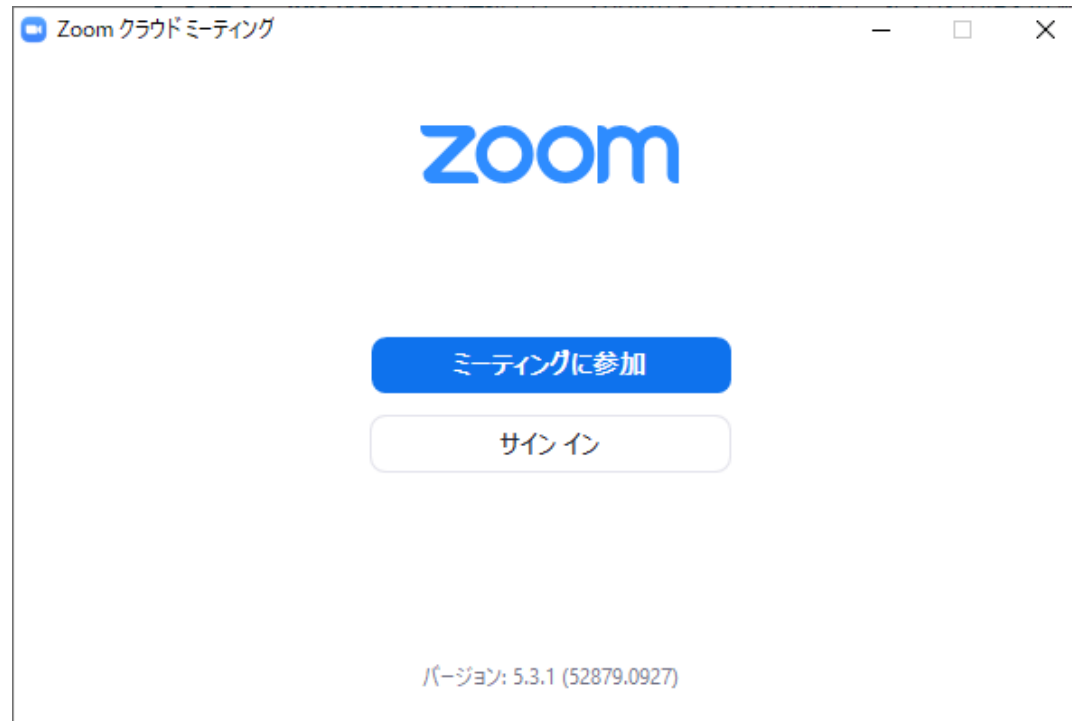 Zoom クラウド ミーティング
zoom
ミーティングに参加
サイン イン
バージョン: 5.3.1 (52879.0927)